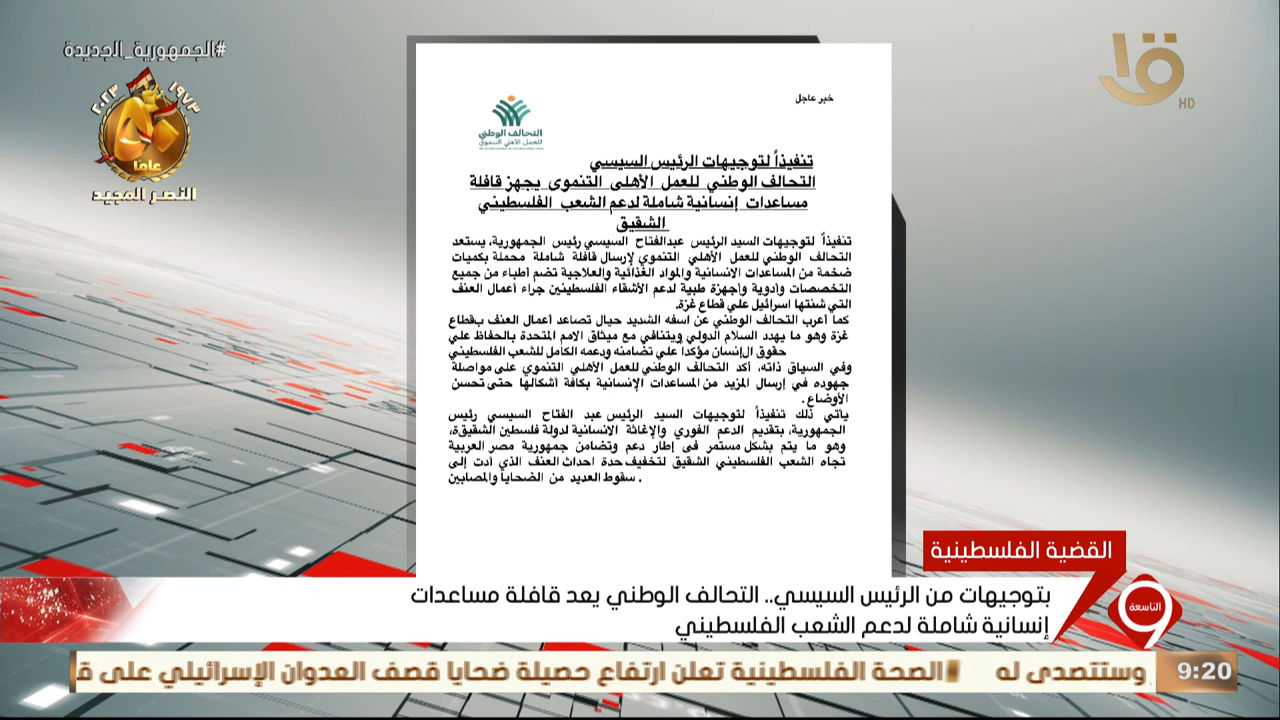 #الجمهورية_الجديدة
١٩٧٣
٢٠٢٣
٥٠
عامًا
النصر المجيد
HD
خبر عاجل
التحالف الوطني
للعمل الأهلي التنموي
تنفيذاً لتوجيهات الرئيس السيسي
التحالف الوطني للعمل الأهلى التنموى يجهز قافلة
مساعدات إنسانية شاملة لدعم الشعب الفلسطيني
الشقيق
تنفيذاً لتوجيهات السيد الرئيس عبدالفتاح السيسي رئيس الجمهورية، يستعد
التحالف الوطني للعمل الأهلي التنموي لإرسال قافلة شاملة محملة بكميات
ضخمة من المساعدات الانسانية والمواد الغذائية والعلاجية تضم أطباء من جميع
التخصصات وأدوية وأجهزة طبية لدعم الأشقاء الفلسطينين جراء أعمال العنف
التي شنتها اسرائيل علي قطاع غزة.
كما أعرب التحالف الوطني عن اسفه الشديد حيال تصاعد أعمال العنف بقطاع
غزة وهو ما يهدد السلام الدولي ويتنافي مع ميثاق الامم المتحدة بالحفاظ علي
حقوق الإنسان مؤكدا علي تضامنه ودعمه الكامل للشعب الفلسطيني
وفي السياق ذاته، أكد التحالف الوطني للعمل الأهلي التنموي على مواصلة
جهوده في إرسال المزيد من المساعدات الإنسانية بكافة أشكالها حتى تحسن
الأوضاع.
يأتي ذلك تنفيذاً لتوجيهات السيد الرئيس عبد الفتاح السيسي رئيس
الجمهورية، بتقديم الدعم الفوري والإغاثة الانسانية لدولة فلسطين الشقيقة،
وهو ما يتم بشكل مستمر فى إطار دعم وتضامن جمهورية مصر العربية
تجاه الشعب الفلسطيني الشقيق لتخفيف حدة احداث العنف الذي أدت إلى
سقوط العديد من الضحايا والمصابين .
القضية الفلسطينية
التاسعة
بتوجيهات من الرئيس السيسي.. التحالف الوطني يعد قافلة مساعدات
إنسانية شاملة لدعم الشعب الفلسطيني
9:20
وستتصدى له الصحة الفلسطينية تعلن ارتفاع حصيلة ضحايا قصف العدوان الإسرائيلي على ق